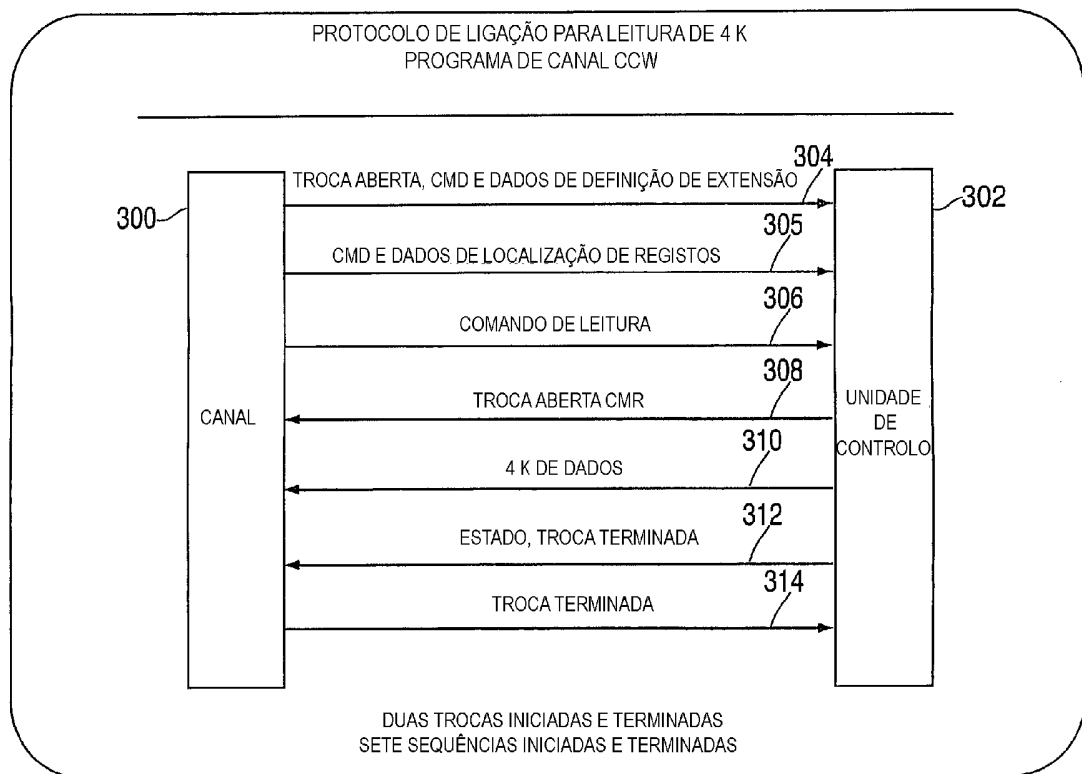 PROTOCOLO DE LIGAÇÃO PARA LEITURA DE 4 K
PROGRAMA DE CANAL CCW
TROCA ABERTA, CMD E DADOS DE DEFINIÇÃO DE EXTENSÃO
304
300
302
305
CMD E DADOS DE LOCALIZAÇÃO DE REGISTOS
306
COMANDO DE LEITURA
308
TROCA ABERTA CMR
CANAL
UNIDADE
DE
CONTROLO
310
4 K DE DADOS
312
ESTADO, TROCA TERMINADA
314
TROCA TERMINADA
DUAS TROCAS INICIADAS E TERMINADAS
SETE SEQUÊNCIAS INICIADAS E TERMINADAS